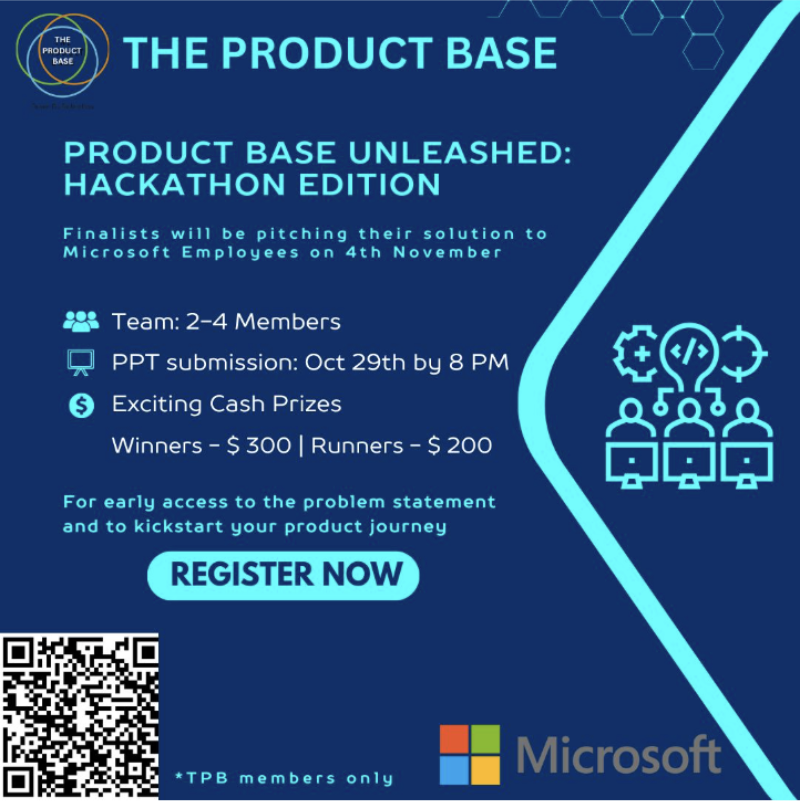 THE
PRODUCT
BASE
THE PRODUCT BASE
PRODUCT BASE UNLEASHED:
HACKATHON EDITION
Finalists will be pitching their solution to
Microsoft Employees on 4th November
Team: 2-4 Members
PPT submission: Oct 29th by 8 PM
$ Exciting Cash Prizes
Winners - $ 300 | Runners - $ 200
For early access to the problem statement
and to kickstart your product journey
REGISTER NOW
*TPB members only
Microsoft